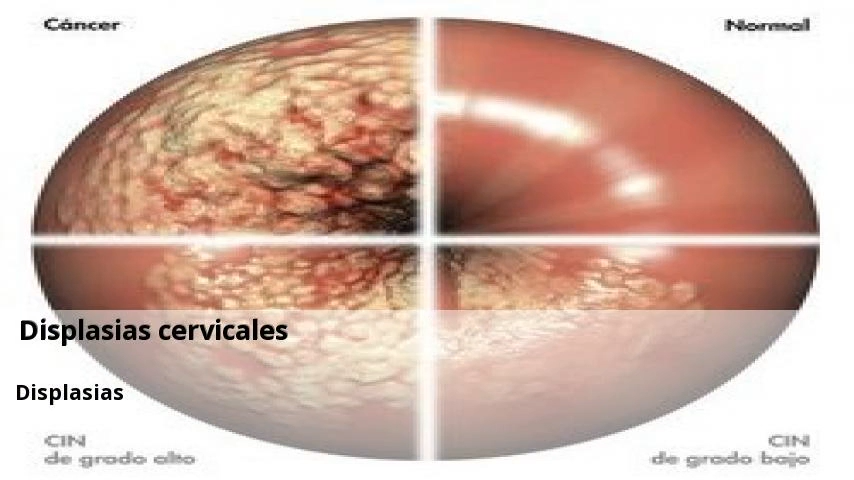 Cáncer
Normal
Displasias cervicales
Displasias
CIN
de grado alto
CIN
de grado bajo